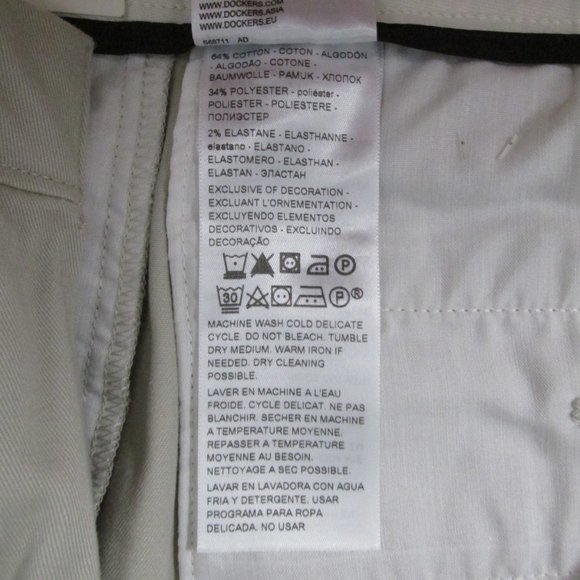 WWW.DOCKERS.COM
WWW.DOCKERS.ASIA
WWW.DOCKERS.EU
AD
64% COTTON - COTON - ALGODÓN
- ALGODÃO - COTONE -
BAUMWOLLE - PAMUK - ХЛОПОК
34% POLYESTER - poliéster -
POLIESTER - POLIESTERE -
ПОЛИЭСТЕР
2% ELASTANE - ELASTHANNE -
elastano - ELASTANO -
ELASTOMERO - ELASTHAN -
ELASTAN - ЭЛАСТАН
EXCLUSIVE OF DECORATION -
EXCLUANT L'ORNEMENTATION -
EXCLUYENDO ELEMENTOS
DECORATIVOS - EXCLUINDO
DECORAÇÃO
P
30 P®
MACHINE WASH COLD DELICATE
CYCLE. DO NOT BLEACH. TUMBLE
DRY MEDIUM. WARM IRON IF
NEEDED. DRY CLEANING
POSSIBLE.
LAVER EN MACHINE A L'EAU
FROIDE, CYCLE DELICAT. NE PAS
BLANCHIR. SECHER EN MACHINE
A TEMPERATURE MOYENNE.
REPASSER A TEMPERATURE
MOYENNE AU BESOIN.
NETTOYAGE A SEC POSSIBLE.
LAVAR EN LAVADORA CON AGUA
FRIA Y DETERGENTE. USAR
PROGRAMA PARA ROPA
DELICADA. NO USAR